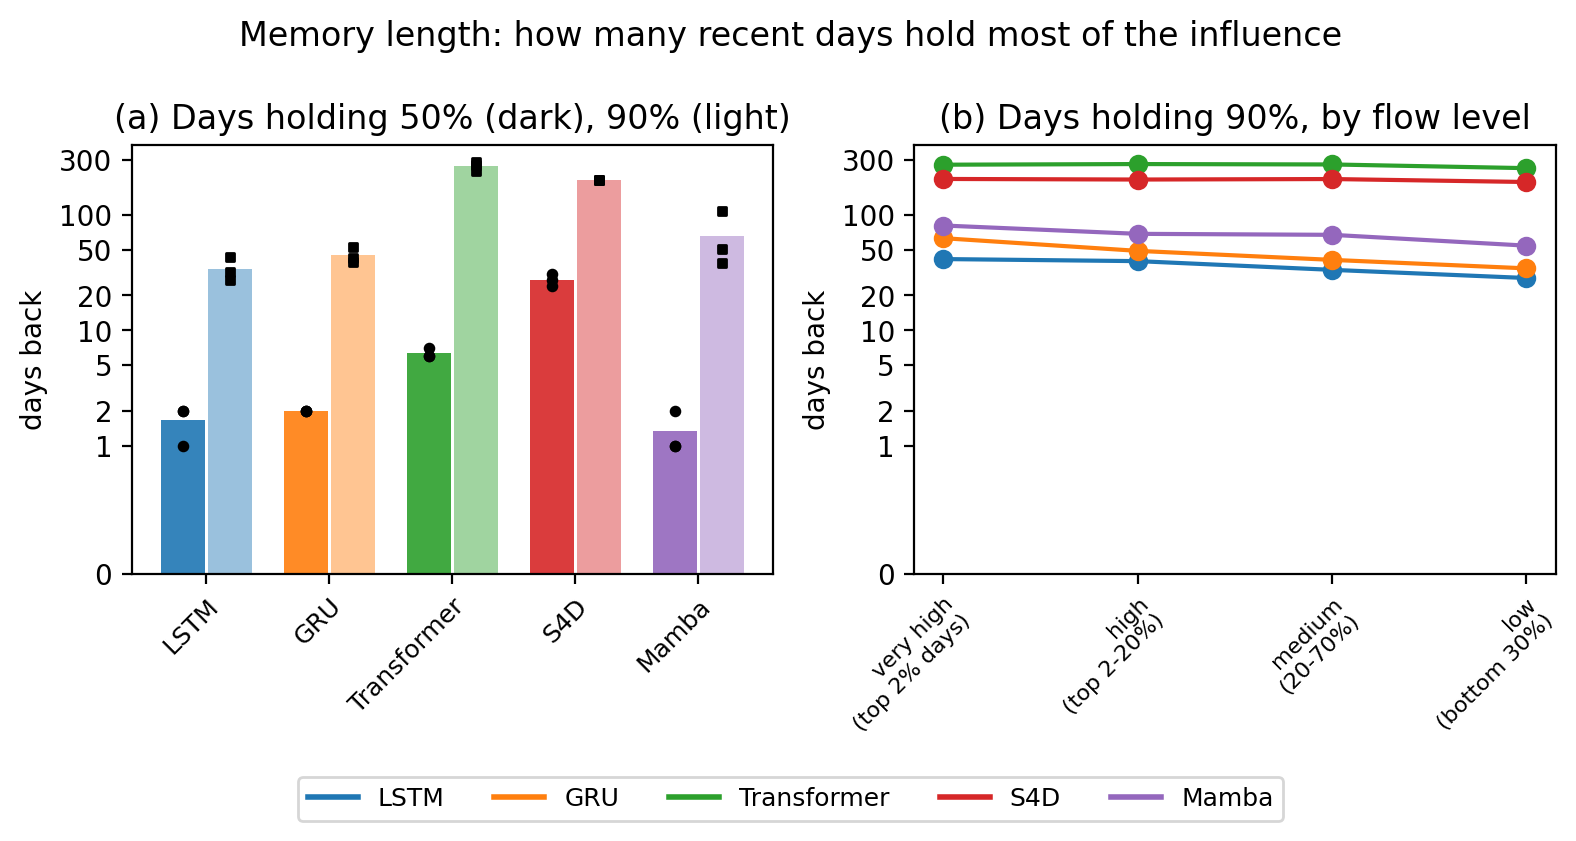 Memory length: how many recent days hold most of the influence
(a) Days holding 50% (dark), 90% (light)
days back
300
100
50
20
10
5
2
1
0
LSTM
GRU
Transformer
S4D
Mamba
(b) Days holding 90%, by flow level
days back
300
100
50
20
10
5
2
1
0
very high
(top 2% days)
high
(top 2-20%)
medium
(20-70%)
low
(bottom 30%)
LSTM
GRU
Transformer
S4D
Mamba